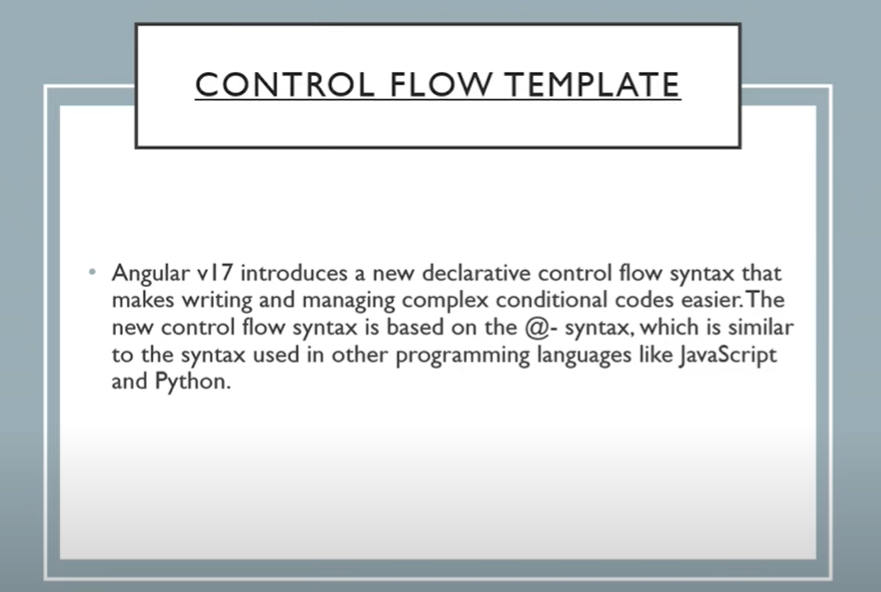 CONTROL FLOW TEMPLATE
• Angular v17 introduces a new declarative control flow syntax that
makes writing and managing complex conditional codes easier.The
new control flow syntax is based on the @- syntax, which is similar
to the syntax used in other programming languages like JavaScript
and Python.